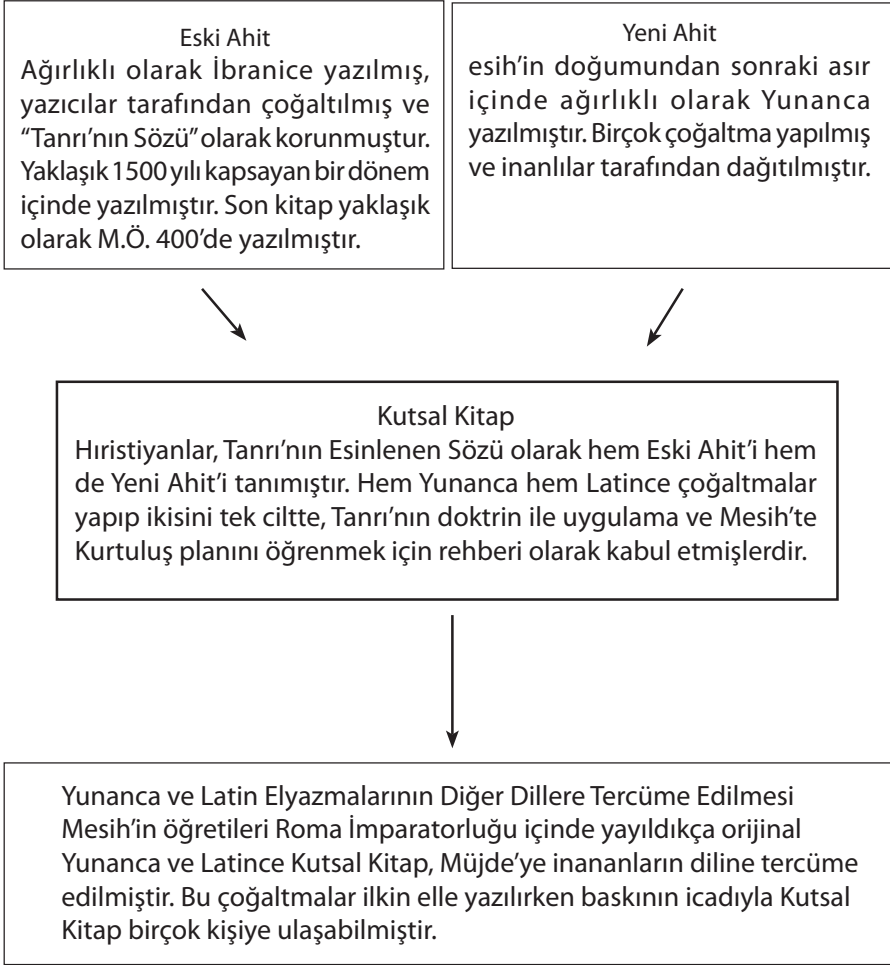 Eski Ahit
Ağırlıklı olarak İbranice yazılmış,
yazıcılar tarafından çoğaltılmış ve
“Tanrı’nın Sözü” olarak korunmuştur.
Yaklaşık 1500 yılı kapsayan bir dönem
içinde yazılmıştır. Son kitap yaklaşık
olarak M.Ö. 400’de yazılmıştır.
Yeni Ahit
esih’in doğumundan sonraki asır
içinde ağırlıklı olarak Yunanca
yazılmıştır. Birçok çoğaltma yapılmış
ve inanlılar tarafından dağıtılmıştır.
Kutsal Kitap
Hıristiyanlar, Tanrı’nın Esinlenen Sözü olarak hem Eski Ahit’i hem
de Yeni Ahit’i tanımıştır. Hem Yunanca hem Latince çoğaltmalar
yapıp ikisini tek ciltte, Tanrı’nın doktrin ile uygulama ve Mesih’te
Kurtuluş planını öğrenmek için rehberi olarak kabul etmişlerdir.
Yunanca ve Latin Elyazmalarının Diğer Dillere Tercüme Edilmesi
Mesih’in öğretileri Roma İmparatorluğu içinde yayıldıkça orijinal
Yunanca ve Latince Kutsal Kitap, Müjde’ye inananların diline tercüme
edilmiştir. Bu çoğaltmalar ilkin elle yazılırken baskının icadıyla Kutsal
Kitap birçok kişiye ulaşabilmiştir.